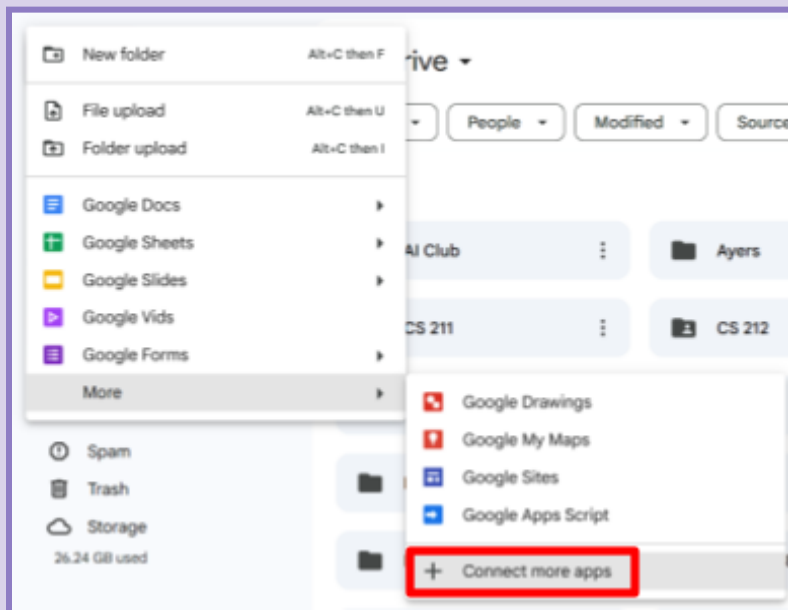 New folder Alt+C then F
File upload Alt+C then U
Folder upload Alt+C then I
Google Docs
Google Sheets
Google Slides
Google Vids
Google Forms
More
Spam
Trash
Storage
26.24 GB used
rive
People
Modified
Source
AI Club
Ayers
CS 211
CS 212
Google Drawings
Google My Maps
Google Sites
Google Apps Script
Connect more apps